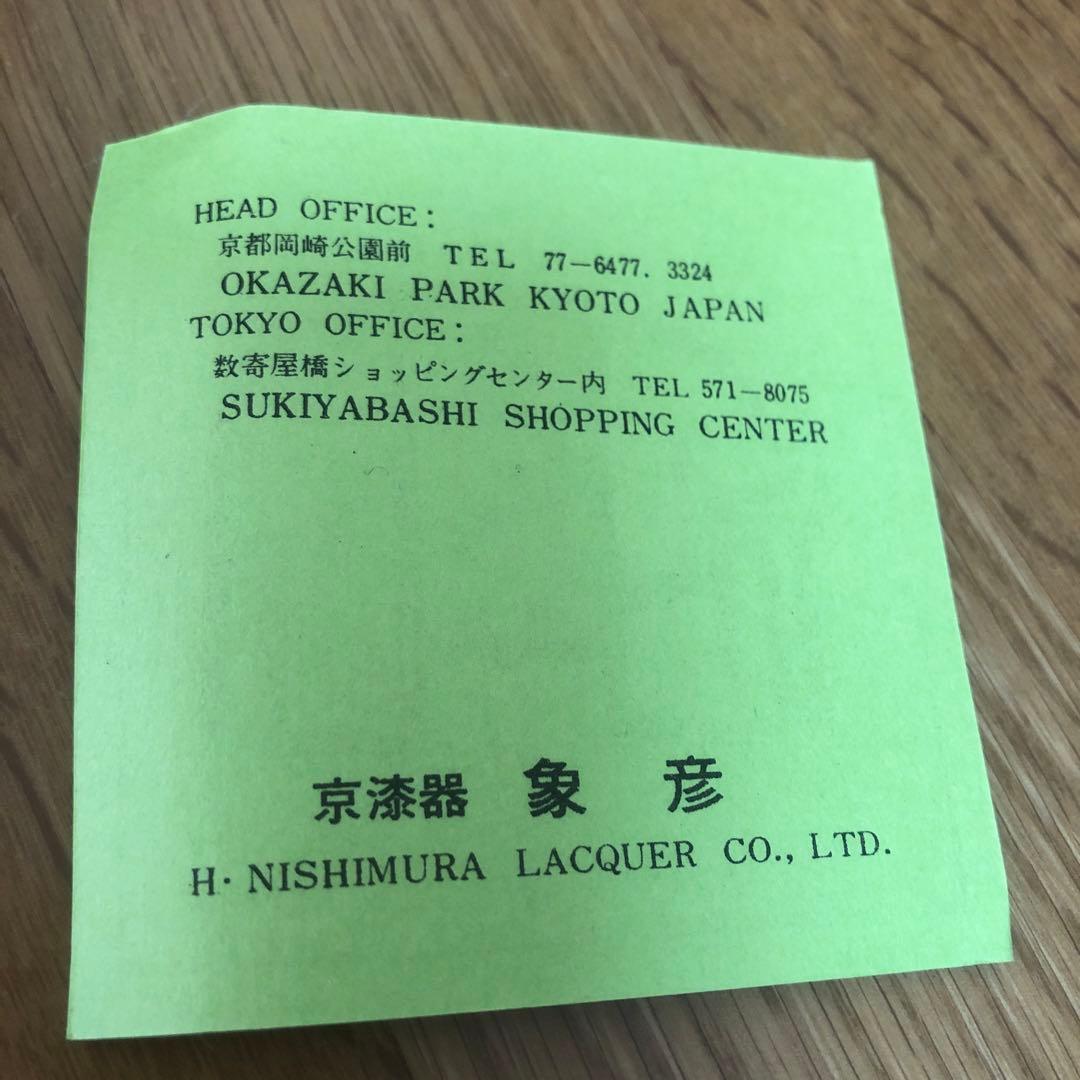 HEAD OFFICE:
京都岡崎公園前 TEL 77-6477. 3324
OKAZAKI PARK KYOTO JAPAN
TOKYO OFFICE:
数寄屋橋ショッピングセンター内 TEL 571-8075
SUKIYABASHI SHOPPING CENTER
京漆器 象彦
H・NISHIMURA LACQUER CO., LTD.